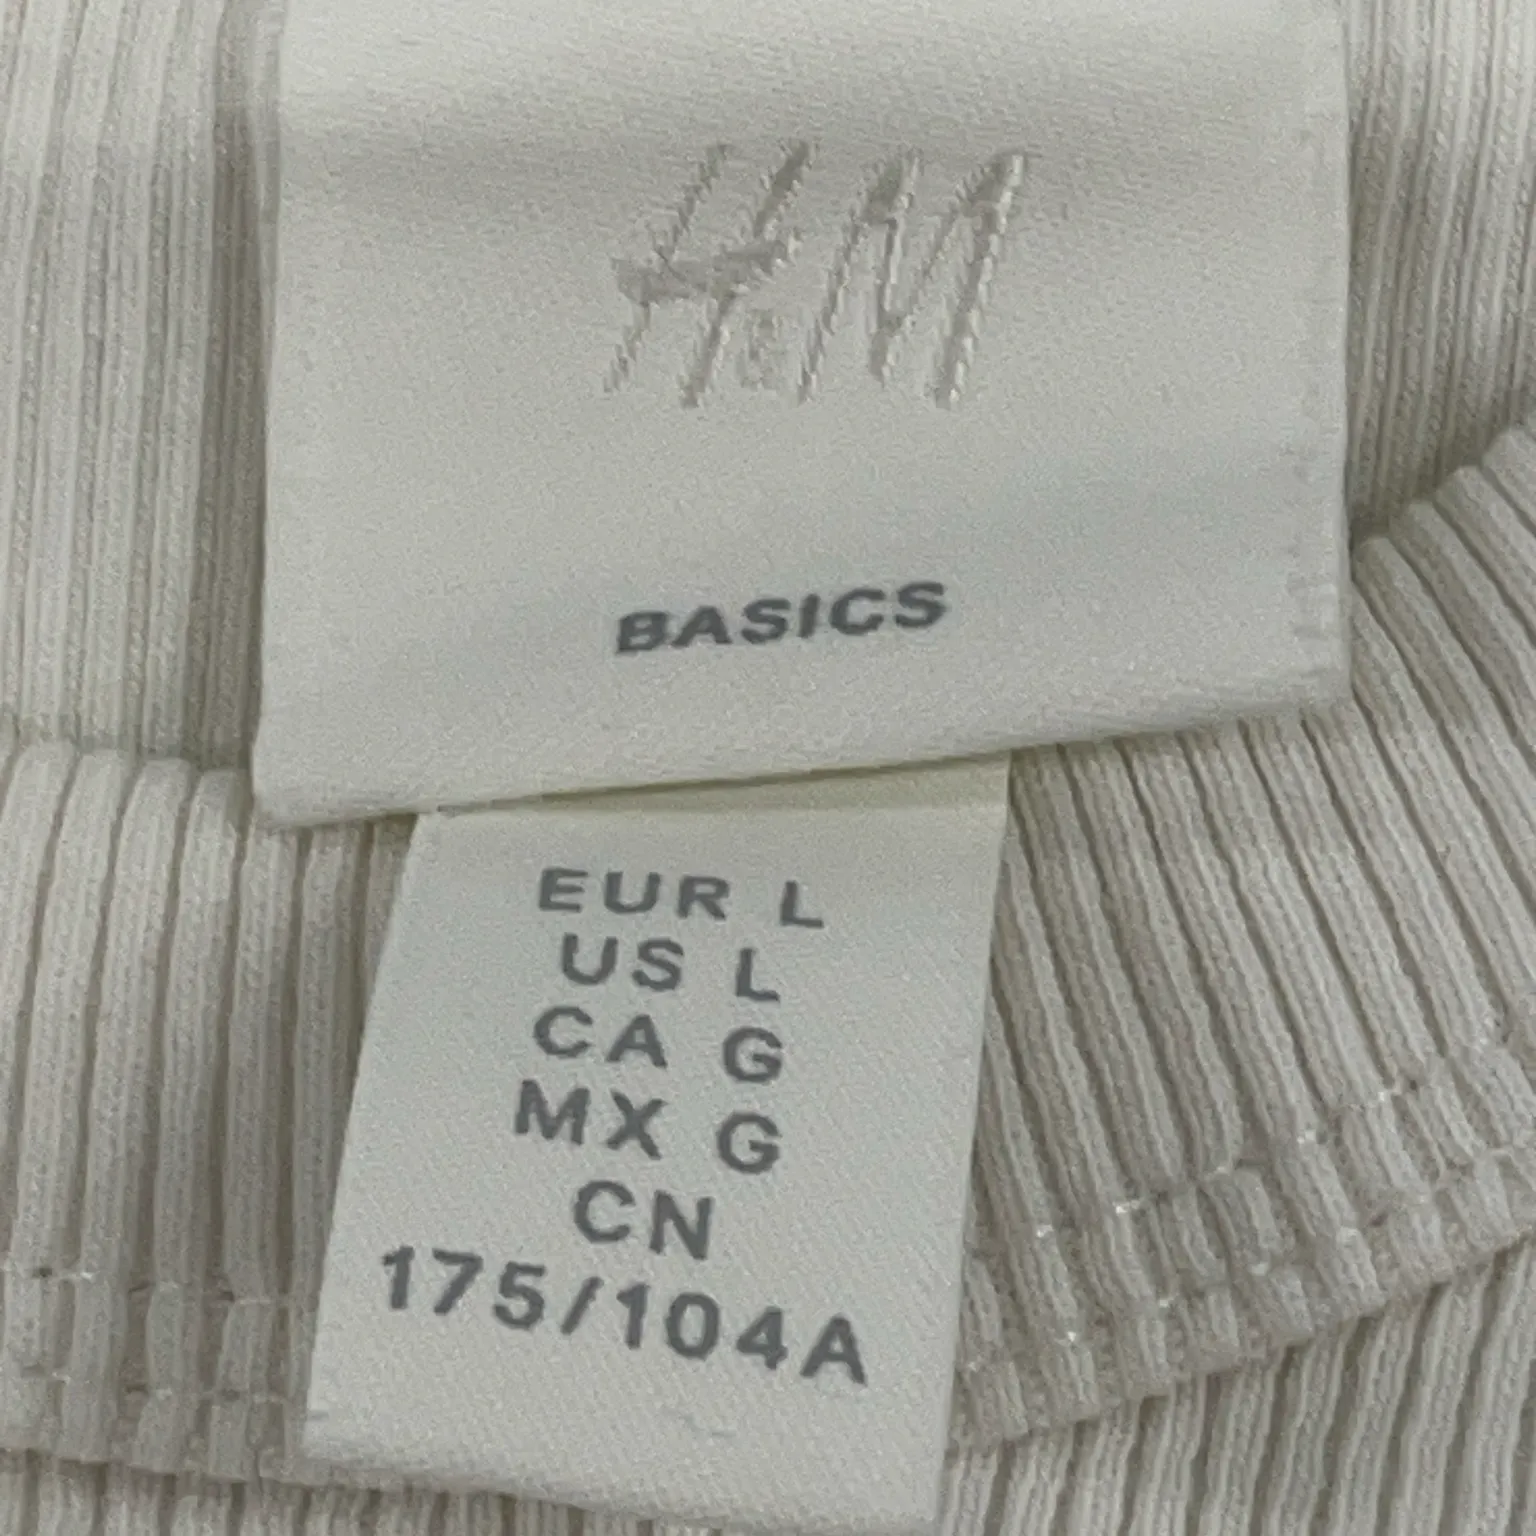 H&M
BASICS
EUR L
US L
CA G
MX G
CN
175/104A